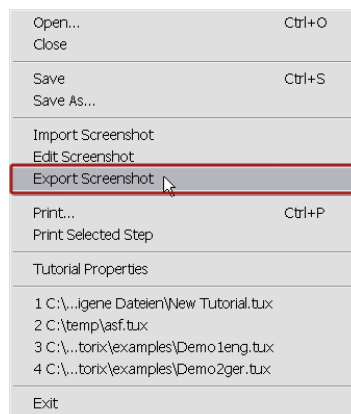 Open... Ctrl+O
Close
Save Ctrl+S
Save As...
Import Screenshot
Edit Screenshot
Export Screenshot
Print... Ctrl+P
Print Selected Step
Tutorial Properties
1 C:\...igene Dateien\New Tutorial.tux
2 C:\temp\asf.tux
3 C:\...torix\examples\Demo1eng.tux
4 C:\...torix\examples\Demo2ger.tux
Exit